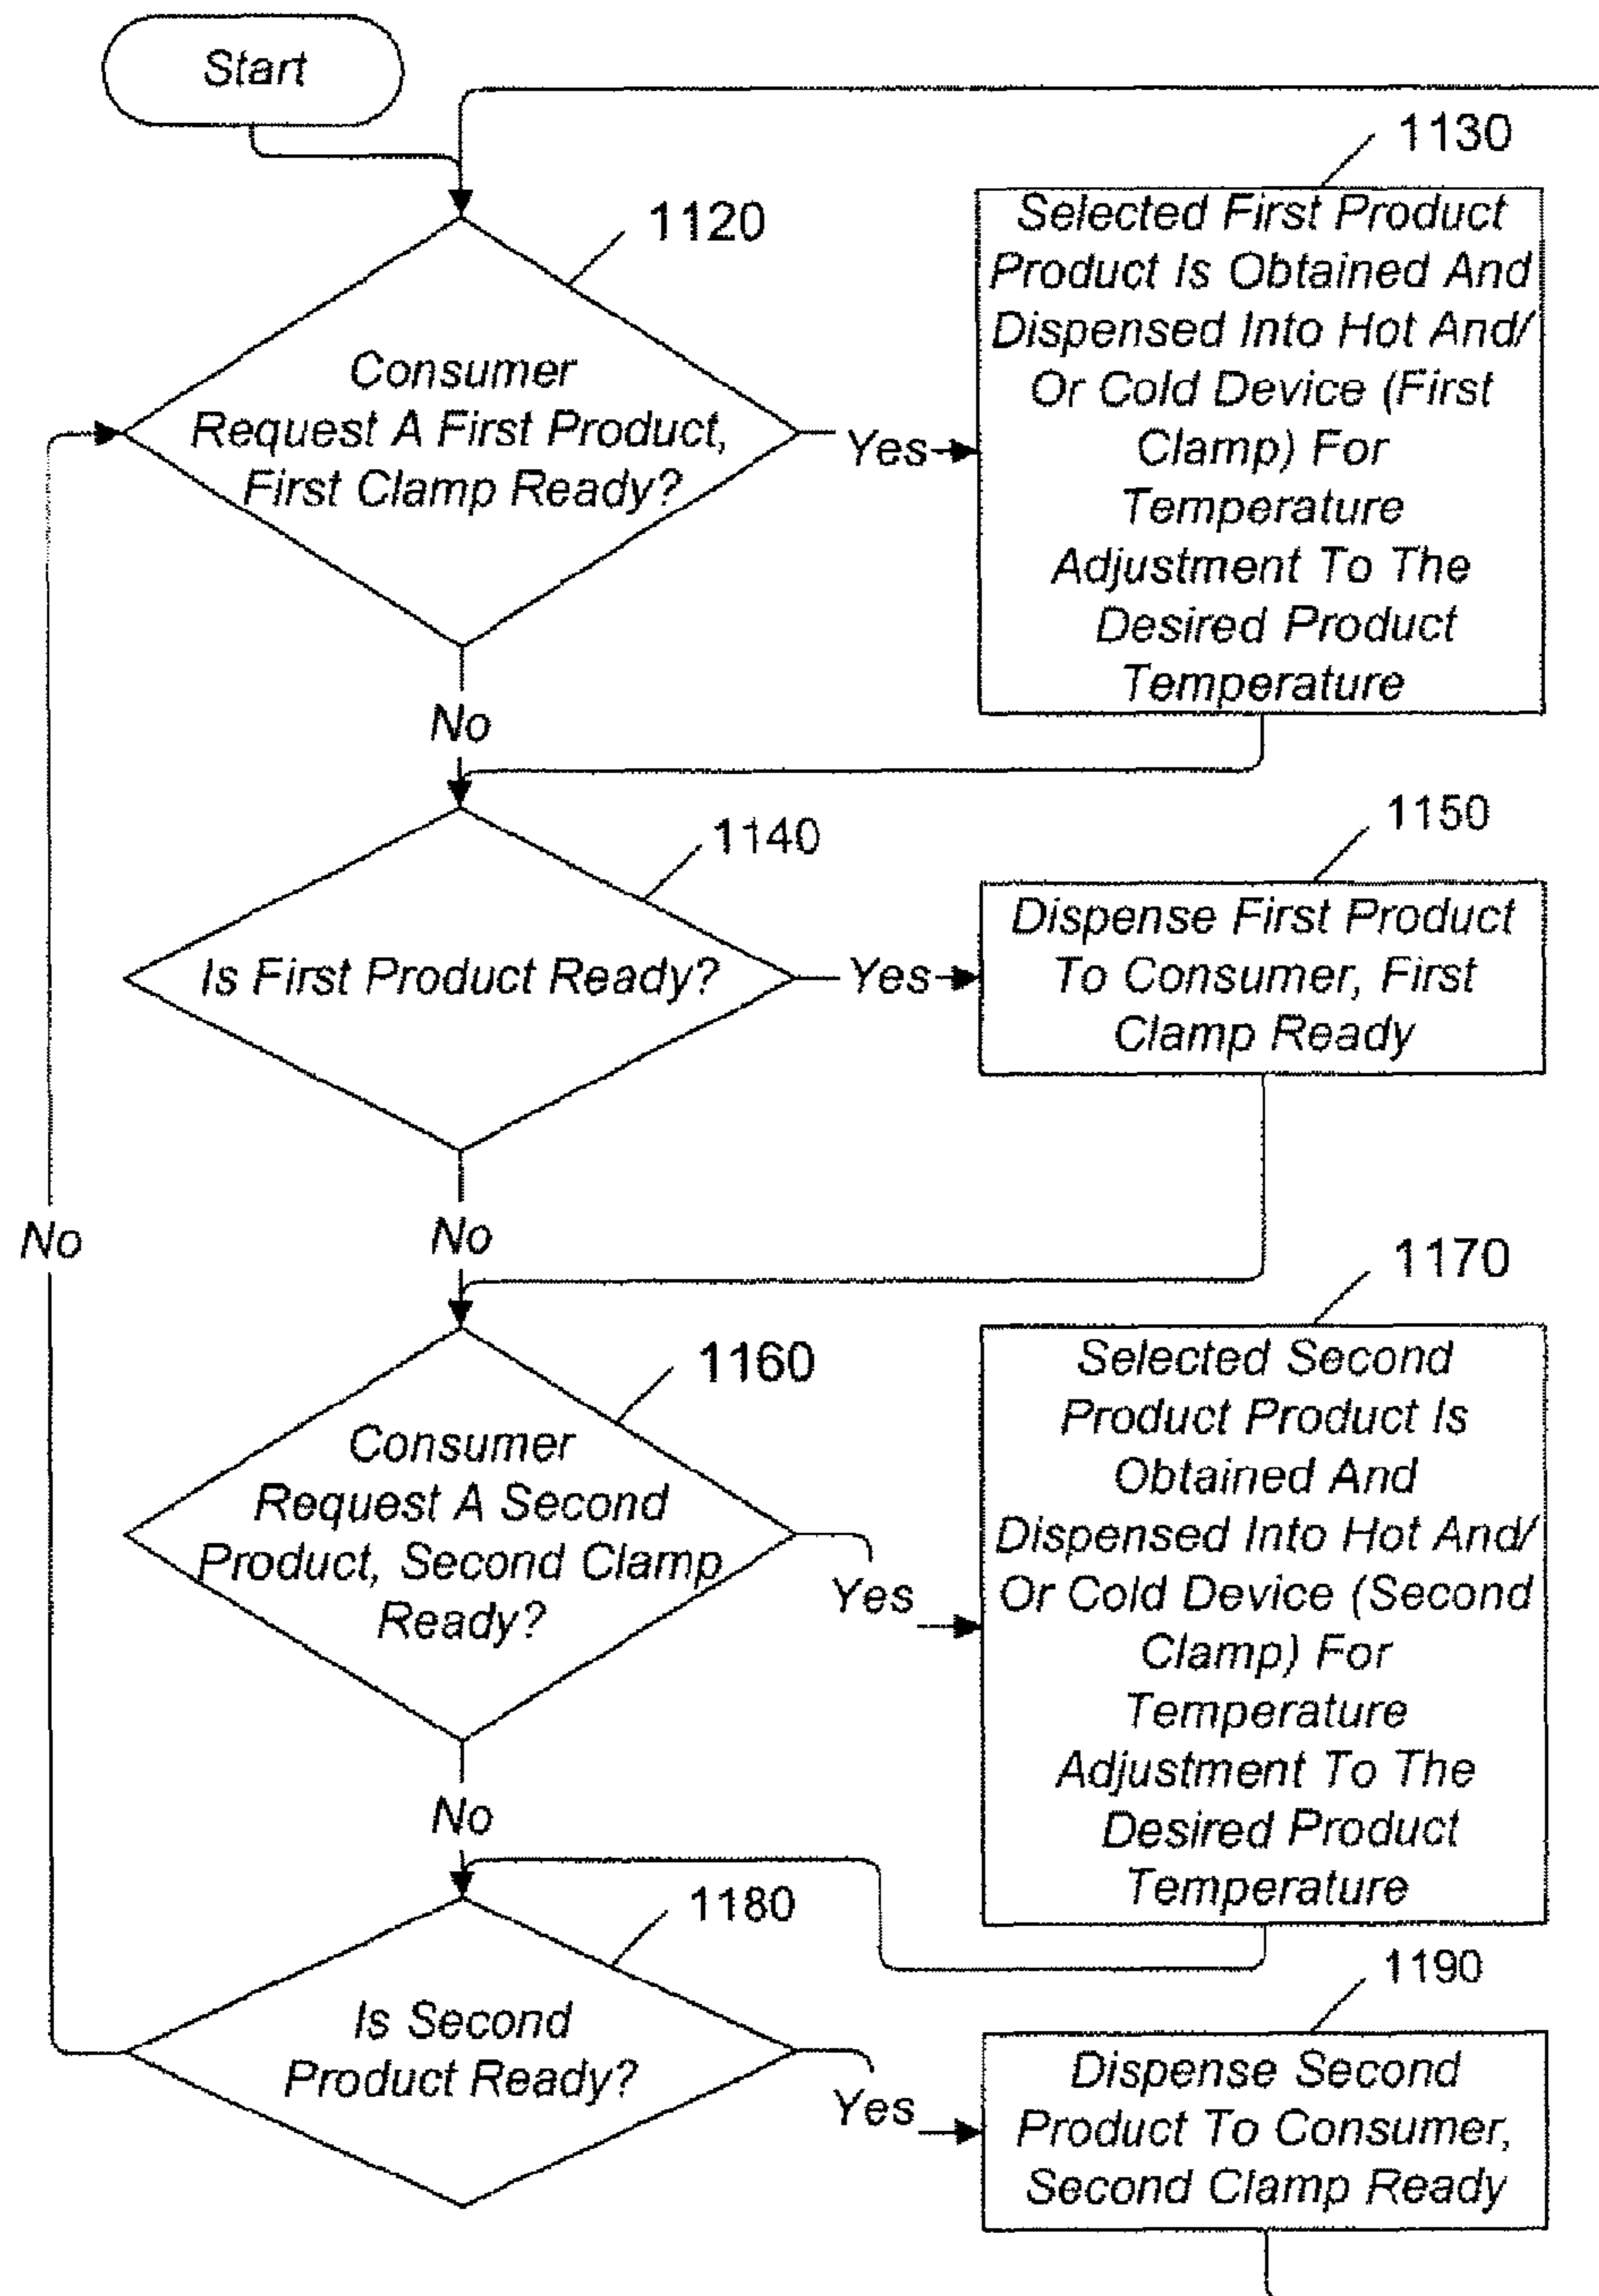 Start
1120
Consumer
Request A First Product,
First Clamp Ready?
Yes
No
1130
Selected First Product
Product Is Obtained And
Dispensed Into Hot And/
Or Cold Device (First
Clamp) For
Temperature
Adjustment To The
Desired Product
Temperature
1140
Is First Product Ready?
Yes
No
1150
Dispense First Product
To Consumer, First
Clamp Ready
No
1160
Consumer
Request A Second
Product, Second Clamp
Ready?
Yes
No
1170
Selected Second
Product Product Is
Obtained And
Dispensed Into Hot And/
Or Cold Device (Second
Clamp) For
Temperature
Adjustment To The
Desired Product
Temperature
1180
Is Second
Product Ready?
Yes
1190
Dispense Second
Product To Consumer,
Second Clamp Ready